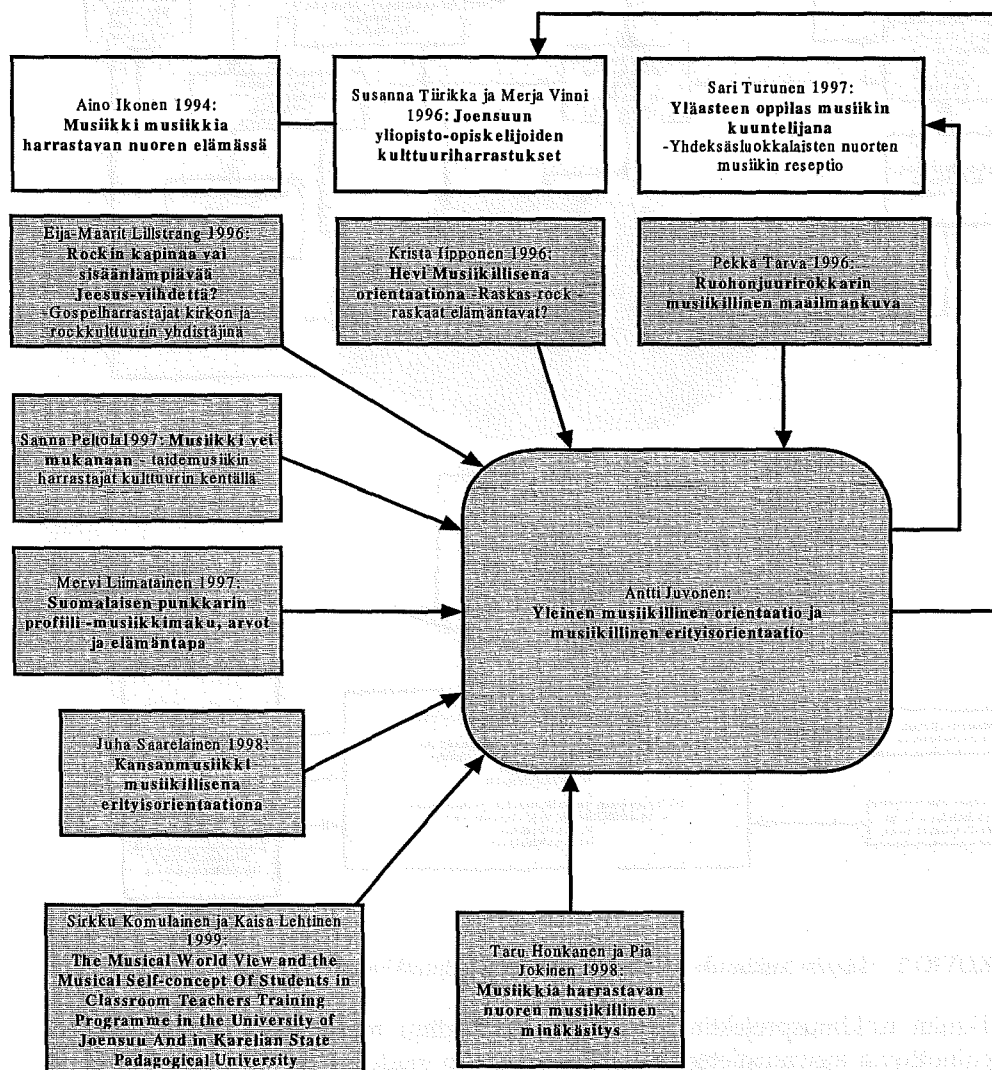 Aino Ikonen 1994:
Musiikki musiikkia
harrastavan nuoren elämässä
Susanna Tiirikka ja Merja Vinni
1996: Joensuun
yliopisto-opiskelijoiden
kulttuuriharrastukset
Sari Turunen 1997:
Yläasteen oppilas musiikin
kuuntelijana
-Yhdeksäsluokkalaisten nuorten
musiikin reseptio
Eija-Maarit Lillstrang 1996:
Rockin kapinaa vai
sisäänlämpiävää
Jeesus-viihdettä?
-Gospelharrastajat kirkon ja
rockkulttuurin yhdistäjinä
Krista Iipponen 1996:
Hevi Musiikillisena
orientaationa -Raskas rock -
raskaat elämäntavat?
Pekka Tarva 1996:
Ruohonjuurirokkarin
musiikillinen maailmankuva
Sanna Peltola1997: Musiikki vei
mukanaan - taidemusiikin
harrastajat kulttuurin kentällä
Mervi Liimatainen 1997:
Suomalaisen punkkarin
profiili -musiikkimaku, arvot
ja elämäntapa
Antti Juvonen:
Yleinen musiikillinen orientaatio ja
musiikillinen erityisorientaatio
Juha Saarelainen 1998:
Kansanmusiikki
musiikillisena
erityisorientaationa
Sirkku Komulainen ja Kaisa Lehtinen
1999:
The Musical World View and the
Musical Self-concept Of Students in
Classroom Teachers Training
Programme in the University of
Joensuu And in Karelian State
Padagogical University
Taru Honkanen ja Pia
Jokinen 1998:
Musiikkia harrastavan
nuoren musiikillinen
minäkäsitys